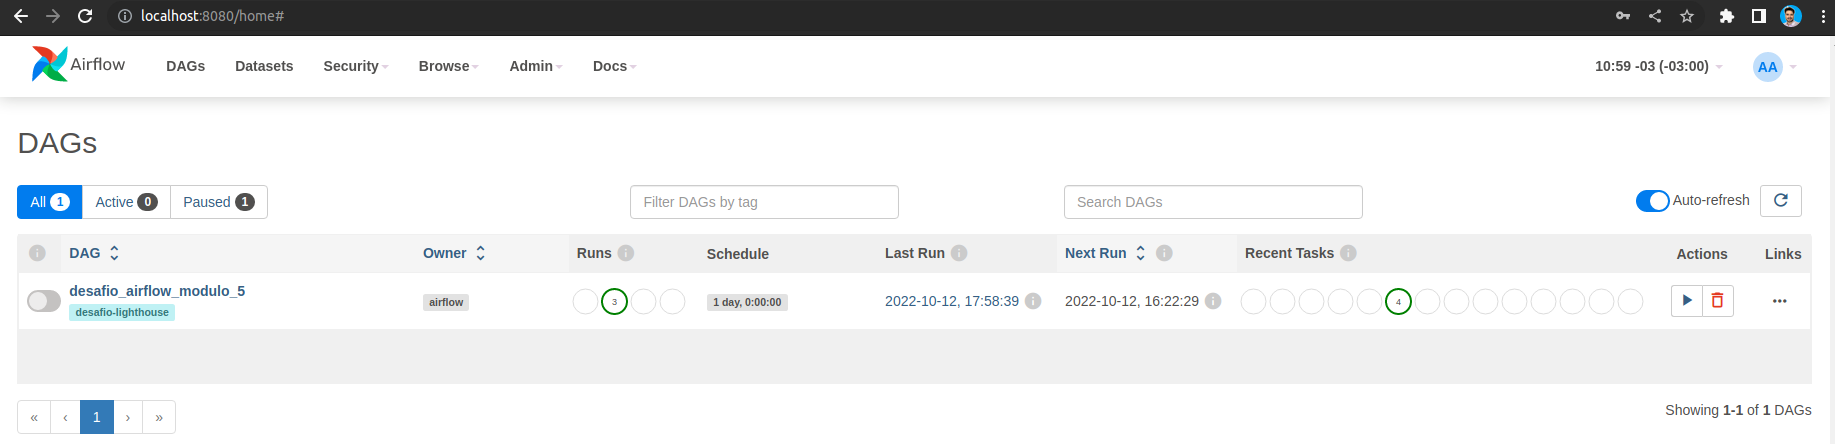 localhost:8080/home#
Airflow DAGs Datasets Security Browse Admin Docs 10:59 -03 (-03:00) AA
DAGs
All 1 Active 0 Paused 1 Filter DAGs by tag Search DAGs Auto-refresh
DAG Owner Runs Schedule Last Run Next Run Recent Tasks Actions Links
desafio_airflow_modulo_5
airflow 3 1 day, 0:00:00 2022-10-12, 17:58:39 2022-10-12, 16:22:29 4
desafio-lighthouse
« ‹ 1 › » Showing 1-1 of 1 DAGs